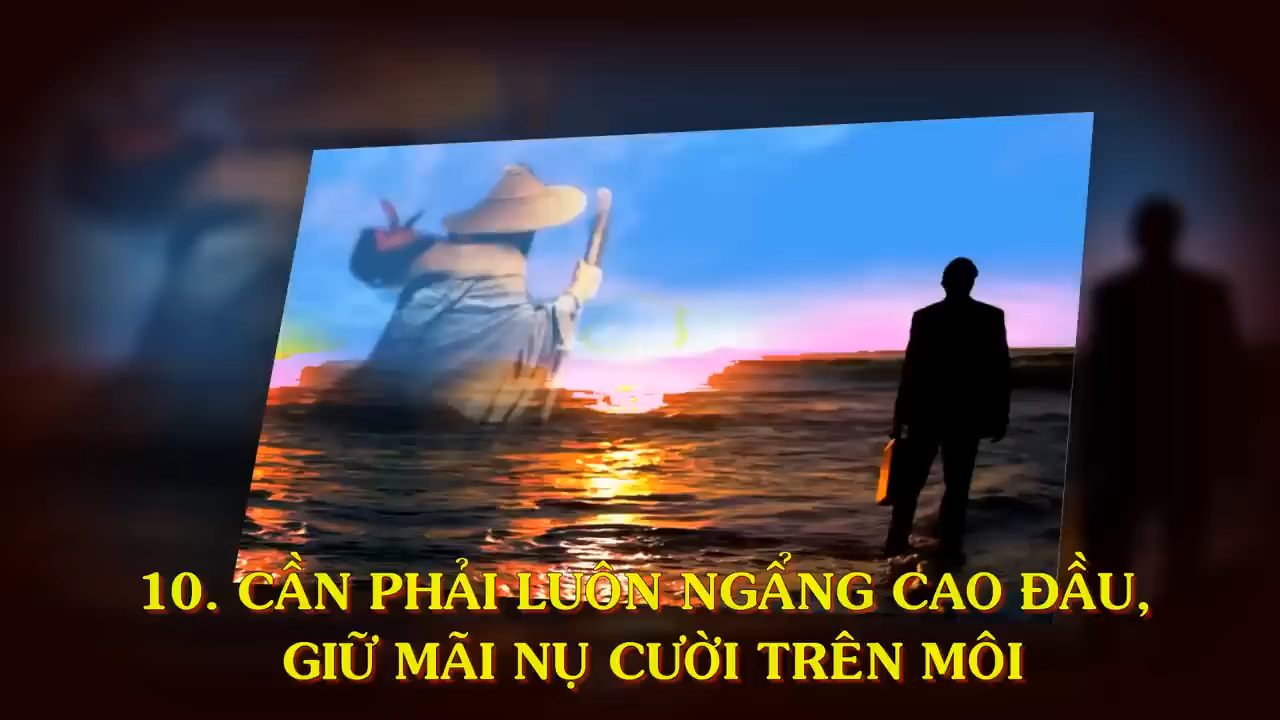 10. CẦN PHẢI LUÔN NGẨNG CAO ĐẦU,
GIỮ MÃI NỤ CƯỜI TRÊN MÔI